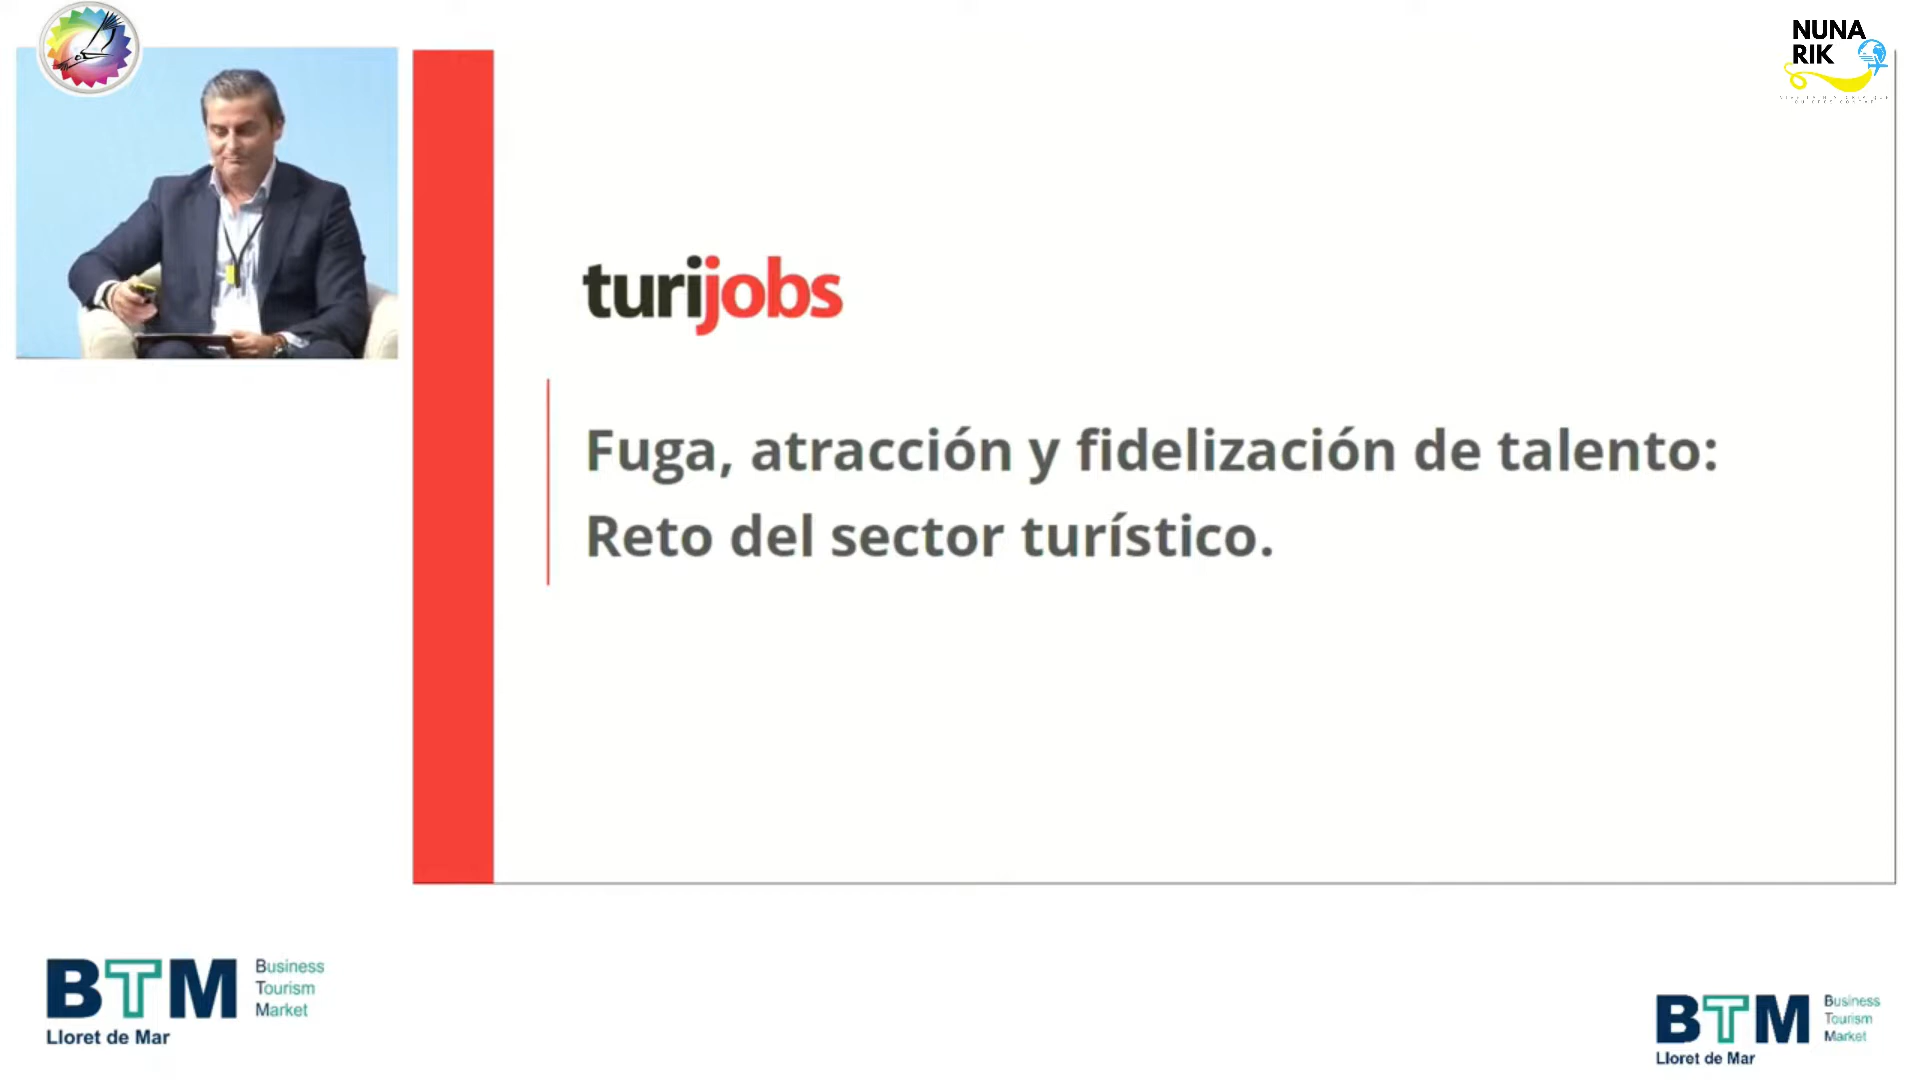 NUNA
RIK
turijobs
Fuga, atracción y fidelización de talento:
Reto del sector turístico.
BTM
Business
Tourism
Market
Lloret de Mar
BTM
Business
Tourism
Market
Lloret de Mar